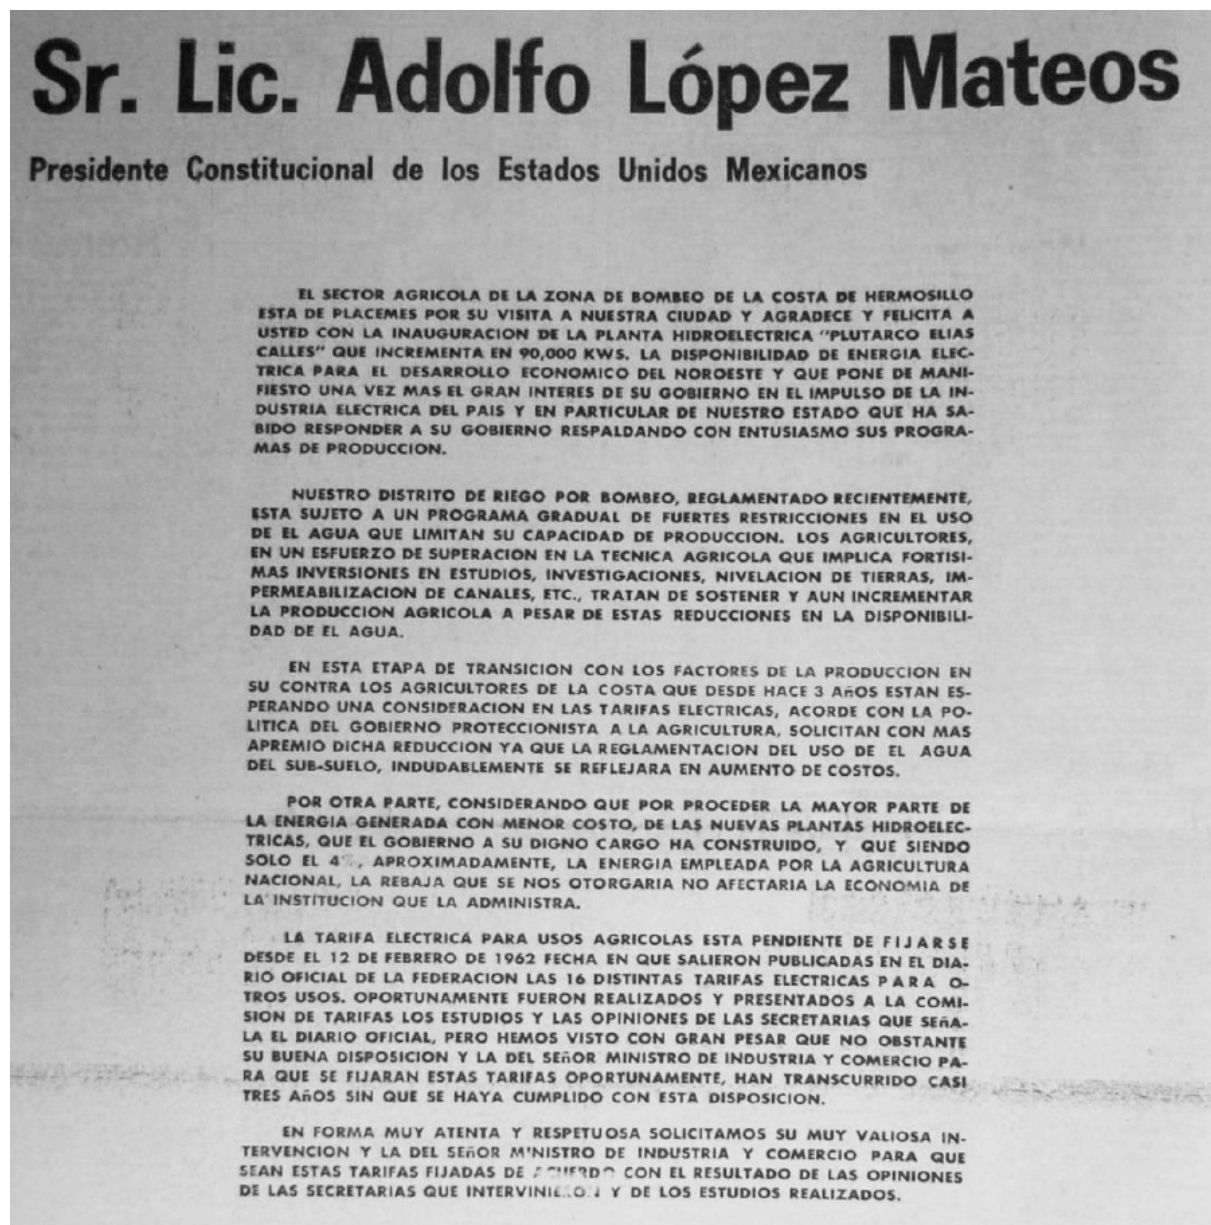 Sr. Lic. Adolfo López Mateos
Presidente Constitucional de los Estados Unidos Mexicanos
EL SECTOR AGRICOLA DE LA ZONA DE BOMBEO DE LA COSTA DE HERMOSILLO
ESTA DE PLACEMES POR SU VISITA A NUESTRA CIUDAD Y AGRADECE Y FELICITA A
USTED CON LA INAUGURACION DE LA PLANTA HIDROELECTRICA "PLUTARCO ELIAS
CALLES" QUE INCREMENTA EN 90,000 KWS. LA DISPONIBILIDAD DE ENERGIA ELEC-
TRICA PARA EL DESARROLLO ECONOMICO DEL NOROESTE Y QUE PONE DE MANI-
FIESTO UNA VEZ MAS EL GRAN INTERES DE SU GOBIERNO EN EL IMPULSO DE LA IN-
DUSTRIA ELECTRICA DEL PAIS Y EN PARTICULAR DE NUESTRO ESTADO QUE HA SA-
BIDO RESPONDER A SU GOBIERNO RESPALDANDO CON ENTUSIASMO SUS PROGRA-
MAS DE PRODUCCION.
NUESTRO DISTRITO DE RIEGO POR BOMBEO, REGLAMENTADO RECIENTEMENTE,
ESTA SUJETO A UN PROGRAMA GRADUAL DE FUERTES RESTRICCIONES EN EL USO
DE EL AGUA QUE LIMITAN SU CAPACIDAD DE PRODUCCION. LOS AGRICULTORES,
EN UN ESFUERZO DE SUPERACION EN LA TECNICA AGRICOLA QUE IMPLICA FORTISI-
MAS INVERSIONES EN ESTUDIOS, INVESTIGACIONES, NIVELACION DE TIERRAS, IM-
PERMEABILIZACION DE CANALES, ETC., TRATAN DE SOSTENER Y AUN INCREMENTAR
LA PRODUCCION AGRICOLA A PESAR DE ESTAS REDUCCIONES EN LA DISPONIBILI-
DAD DE EL AGUA.
EN ESTA ETAPA DE TRANSICION CON LOS FACTORES DE LA PRODUCCION EN
SU CONTRA LOS AGRICULTORES DE LA COSTA QUE DESDE HACE 3 AñOS ESTAN ES-
PERANDO UNA CONSIDERACION EN LAS TARIFAS ELECTRICAS, ACORDE CON LA PO-
LITICA DEL GOBIERNO PROTECCIONISTA A LA AGRICULTURA, SOLICITAN CON MAS
APREMIO DICHA REDUCCION YA QUE LA REGLAMENTACION DEL USO DE EL AGUA
DEL SUB-SUELO, INDUDABLEMENTE SE REFLEJARA EN AUMENTO DE COSTOS.
POR OTRA PARTE, CONSIDERANDO QUE POR PROCEDER LA MAYOR PARTE DE
LA ENERGIA GENERADA CON MENOR COSTO, DE LAS NUEVAS PLANTAS HIDROELEC-
TRICAS, QUE EL GOBIERNO A SU DIGNO CARGO HA CONSTRUIDO, Y QUE SIENDO
SOLO EL 4%, APROXIMADAMENTE, LA ENERGIA EMPLEADA POR LA AGRICULTURA
NACIONAL, LA REBAJA QUE SE NOS OTORGARIA NO AFECTARIA LA ECONOMIA DE
LA INSTITUCION QUE LA ADMINISTRA.
LA TARIFA ELECTRICA PARA USOS AGRICOLAS ESTA PENDIENTE DE FIJARSE
DESDE EL 12 DE FEBRERO DE 1962 FECHA EN QUE SALIERON PUBLICADAS EN EL DIA-
RIO OFICIAL DE LA FEDERACION LAS 16 DISTINTAS TARIFAS ELECTRICAS PARA O-
TROS USOS. OPORTUNAMENTE FUERON REALIZADOS Y PRESENTADOS A LA COMI-
SION DE TARIFAS LOS ESTUDIOS Y LAS OPINIONES DE LAS SECRETARIAS QUE SEñA-
LA EL DIARIO OFICIAL, PERO HEMOS VISTO CON GRAN PESAR QUE NO OBSTANTE
SU BUENA DISPOSICION Y LA DEL SEñOR MINISTRO DE INDUSTRIA Y COMERCIO PA-
RA QUE SE FIJARAN ESTAS TARIFAS OPORTUNAMENTE, HAN TRANSCURRIDO CASI
TRES AñOS SIN QUE SE HAYA CUMPLIDO CON ESTA DISPOSICION.
EN FORMA MUY ATENTA Y RESPETUOSA SOLICITAMOS SU MUY VALIOSA IN-
TERVENCION Y LA DEL SEñOR MINISTRO DE INDUSTRIA Y COMERCIO PARA QUE
SEAN ESTAS TARIFAS FIJADAS DE ACUERDO CON EL RESULTADO DE LAS OPINIONES
DE LAS SECRETARIAS QUE INTERVINIERON Y DE LOS ESTUDIOS REALIZADOS.